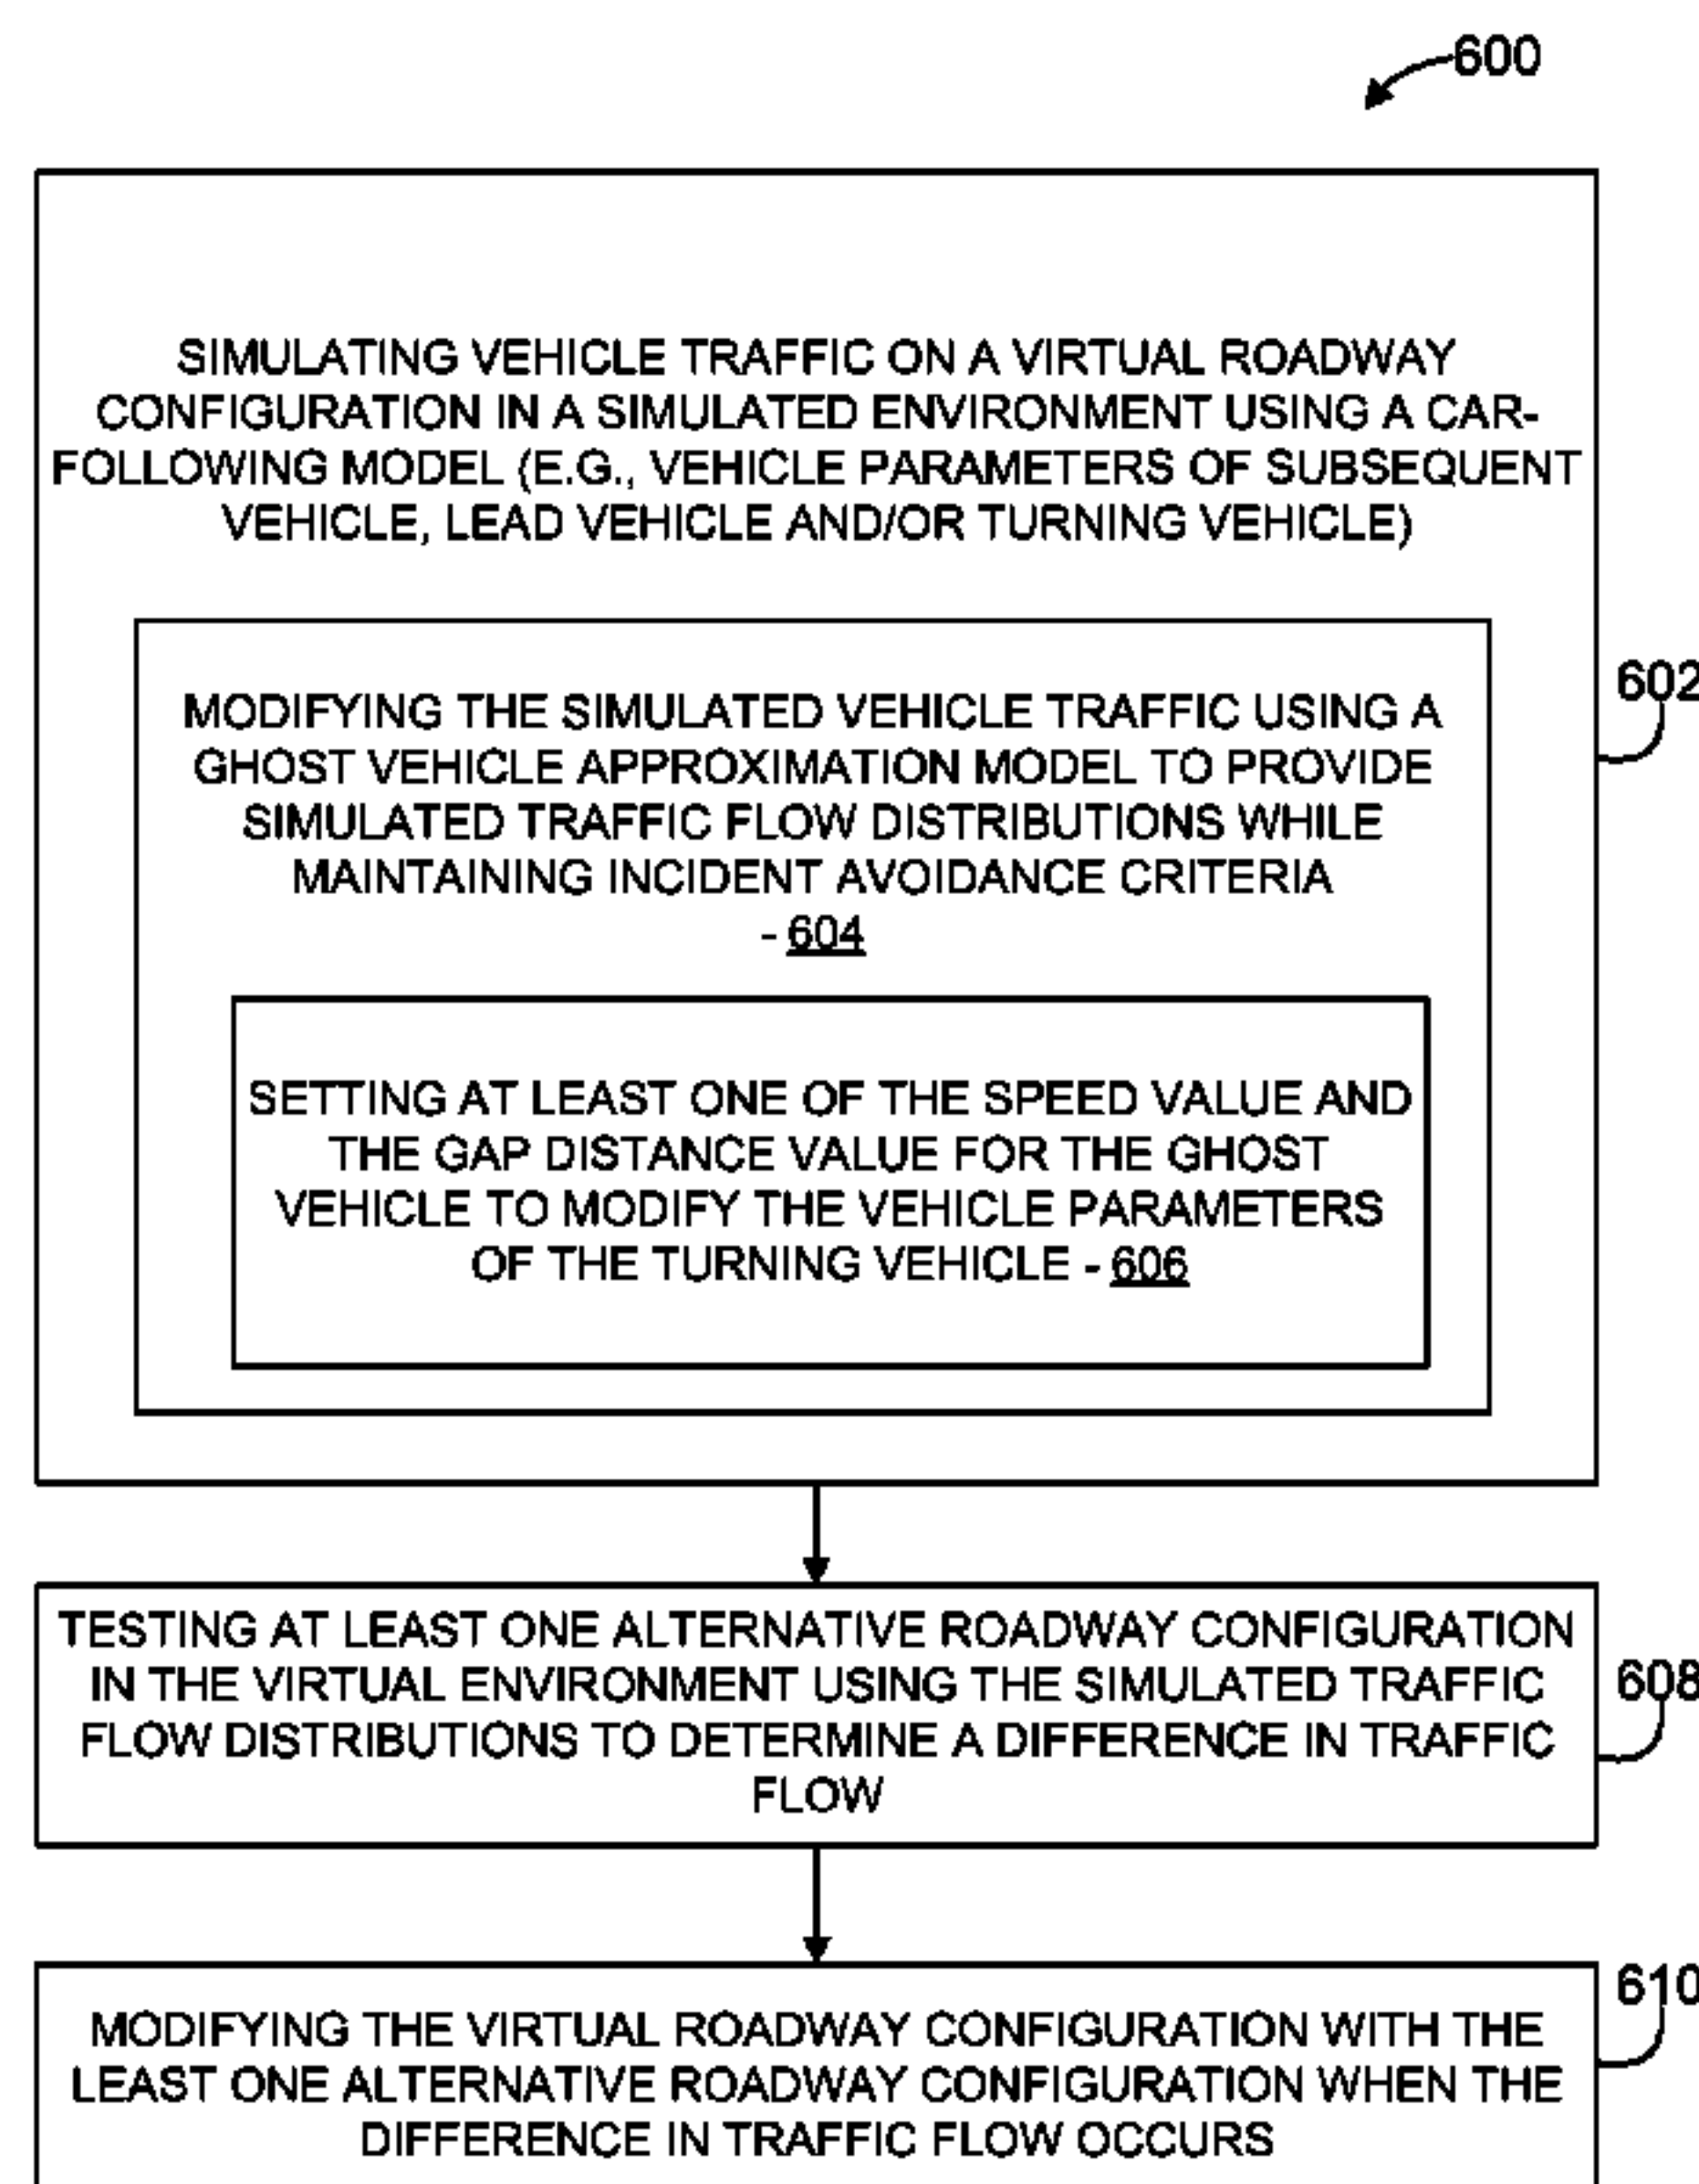 600
SIMULATING VEHICLE TRAFFIC ON A VIRTUAL ROADWAY
CONFIGURATION IN A SIMULATED ENVIRONMENT USING A CAR-
FOLLOWING MODEL (E.G., VEHICLE PARAMETERS OF SUBSEQUENT
VEHICLE, LEAD VEHICLE AND/OR TURNING VEHICLE)
602
MODIFYING THE SIMULATED VEHICLE TRAFFIC USING A
GHOST VEHICLE APPROXIMATION MODEL TO PROVIDE
SIMULATED TRAFFIC FLOW DISTRIBUTIONS WHILE
MAINTAINING INCIDENT AVOIDANCE CRITERIA
- 604
SETTING AT LEAST ONE OF THE SPEED VALUE AND
THE GAP DISTANCE VALUE FOR THE GHOST
VEHICLE TO MODIFY THE VEHICLE PARAMETERS
OF THE TURNING VEHICLE - 606
TESTING AT LEAST ONE ALTERNATIVE ROADWAY CONFIGURATION
IN THE VIRTUAL ENVIRONMENT USING THE SIMULATED TRAFFIC
FLOW DISTRIBUTIONS TO DETERMINE A DIFFERENCE IN TRAFFIC
FLOW
608
610
MODIFYING THE VIRTUAL ROADWAY CONFIGURATION WITH THE
LEAST ONE ALTERNATIVE ROADWAY CONFIGURATION WHEN THE
DIFFERENCE IN TRAFFIC FLOW OCCURS